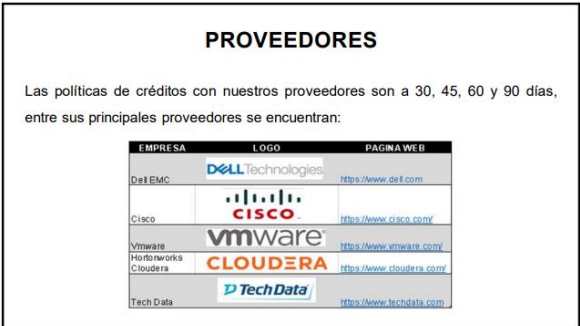 PROVEEDORES
Las políticas de créditos con nuestros proveedores son a 30, 45, 60 y 90 días,
entre sus principales proveedores se encuentran:
EMPRESA LOGO PAGINA WEB
DELLTechnologies
Dell EMC https://www.dell.com
CISCO
Cisco https://www.cisco.com/
vmware
Vmware https://www.vmware.com/
Hortonworks
Cloudera CLOUDERA https://www.cloudera.com/
Tech Data
Tech Data https://www.techdata.com